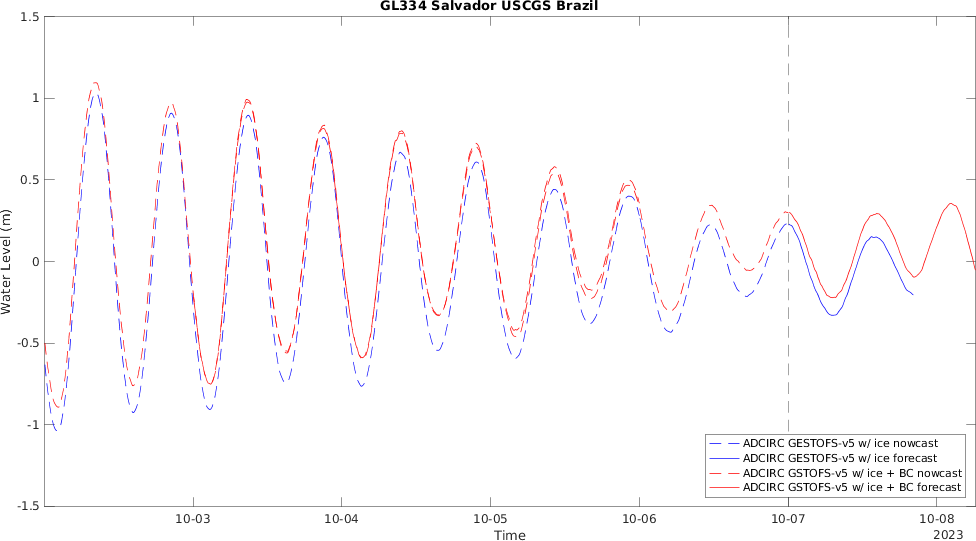 GL334 Salvador USCGS Brazil
1.5
1
0.5
0
-0.5
-1
-1.5
Water Level (m)
10-03 10-04 10-05 10-06 10-07 10-08
Time
2023
ADCIRC GESTOFS-v5 w/ ice nowcast
ADCIRC GESTOFS-v5 w/ ice forecast
ADCIRC GSTOFS-v5 w/ ice + BC nowcast
ADCIRC GSTOFS-v5 w/ ice + BC forecast